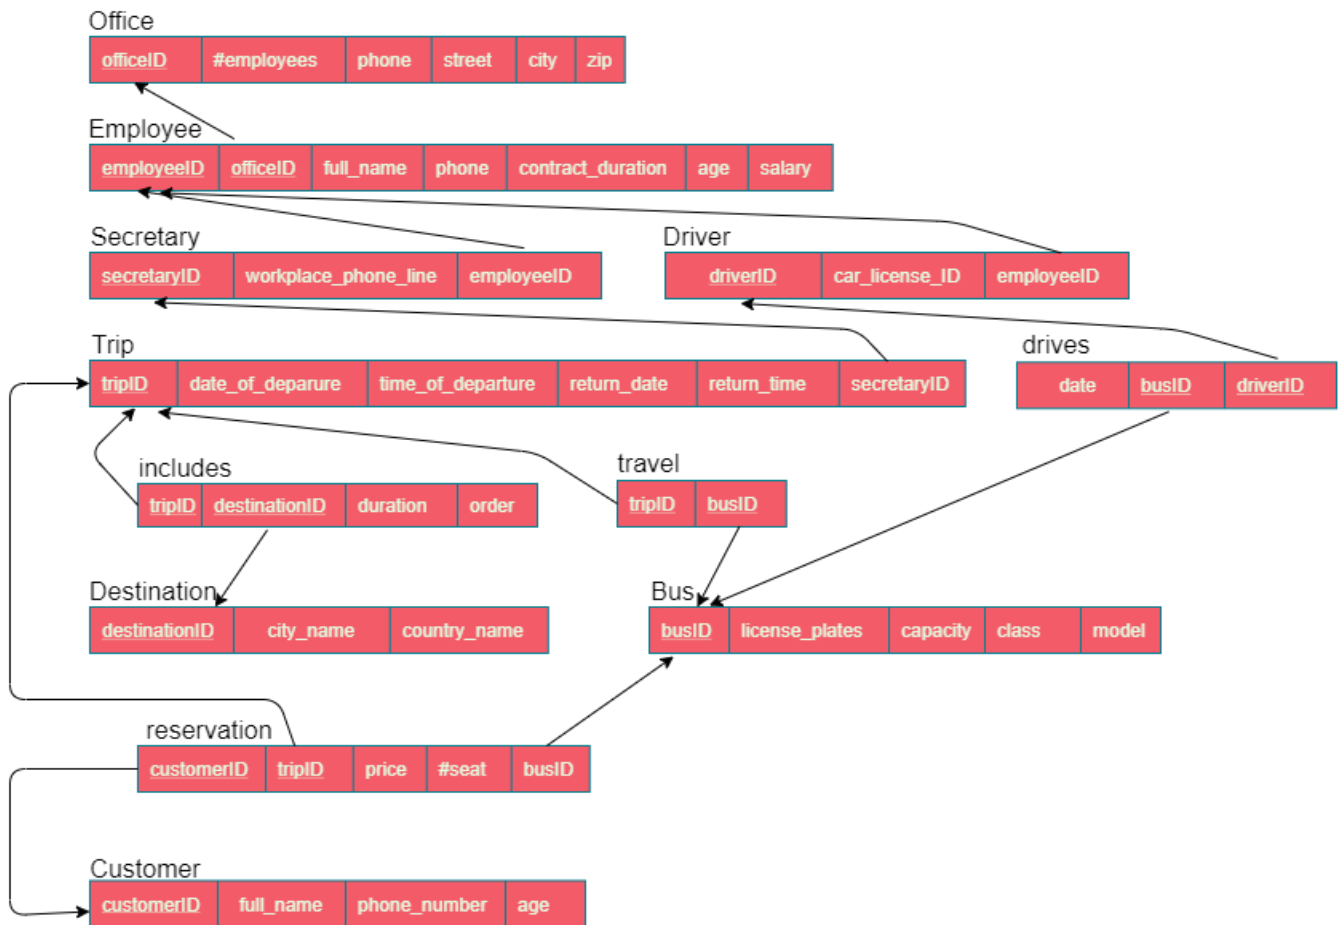 Office
officeID #employees phone street city zip
Employee
employeeID officeID full_name phone contract_duration age salary
Secretary Driver
secretaryID workplace_phone_line employeeID driverID car_license_ID employeeID
Trip drives
tripID date_of_deparure time_of_departure return_date return_time secretaryID date busID driverID
includes travel
tripID destinationID duration order tripID busID
Destination Bus
destinationID city_name country_name busID license_plates capacity class model
reservation
customerID tripID price #seat busID
Customer
customerID full_name phone_number age